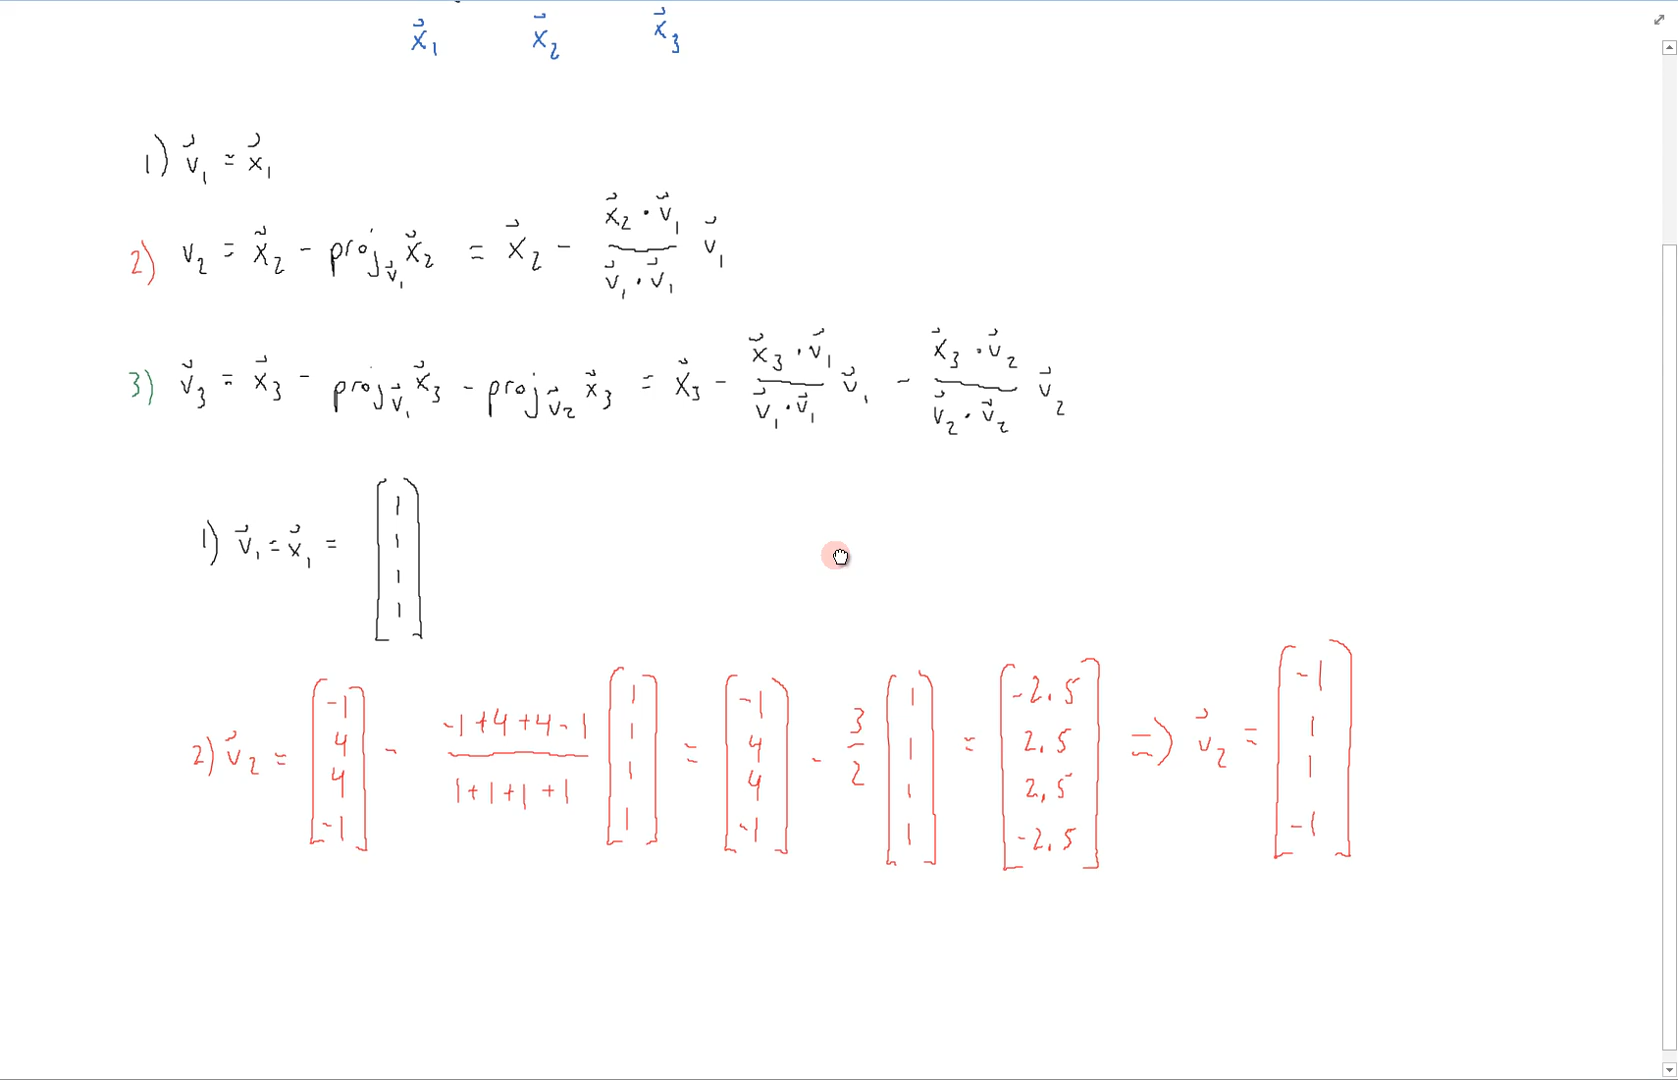 x⃗₁ x⃗₂ x⃗₃
1) v⃗₁ = x⃗₁
2) v₂ = x⃗₂ - proj_v⃗₁ x⃗₂ = x⃗₂ - (x⃗₂ · v⃗₁)/(v⃗₁ · v⃗₁) v⃗₁
3) v⃗₃ = x⃗₃ - proj_v⃗₁ x⃗₃ - proj_v⃗₂ x⃗₃ = x⃗₃ - (x⃗₃ · v⃗₁)/(v⃗₁ · v⃗₁) v⃗₁ - (x⃗₃ · v⃗₂)/(v⃗₂ · v⃗₂) v⃗₂
1) v⃗₁ = x⃗₁ = [1 1 1 1]
2) v⃗₂ = [-1 4 4 -1] - (-1+4+4-1)/(1+1+1+1) [1 1 1 1] = [-1 4 4 -1] - 3/2 [1 1 1 1] = [-2.5 2.5 2.5 -2.5] => v⃗₂ = [-1 1 1 -1]